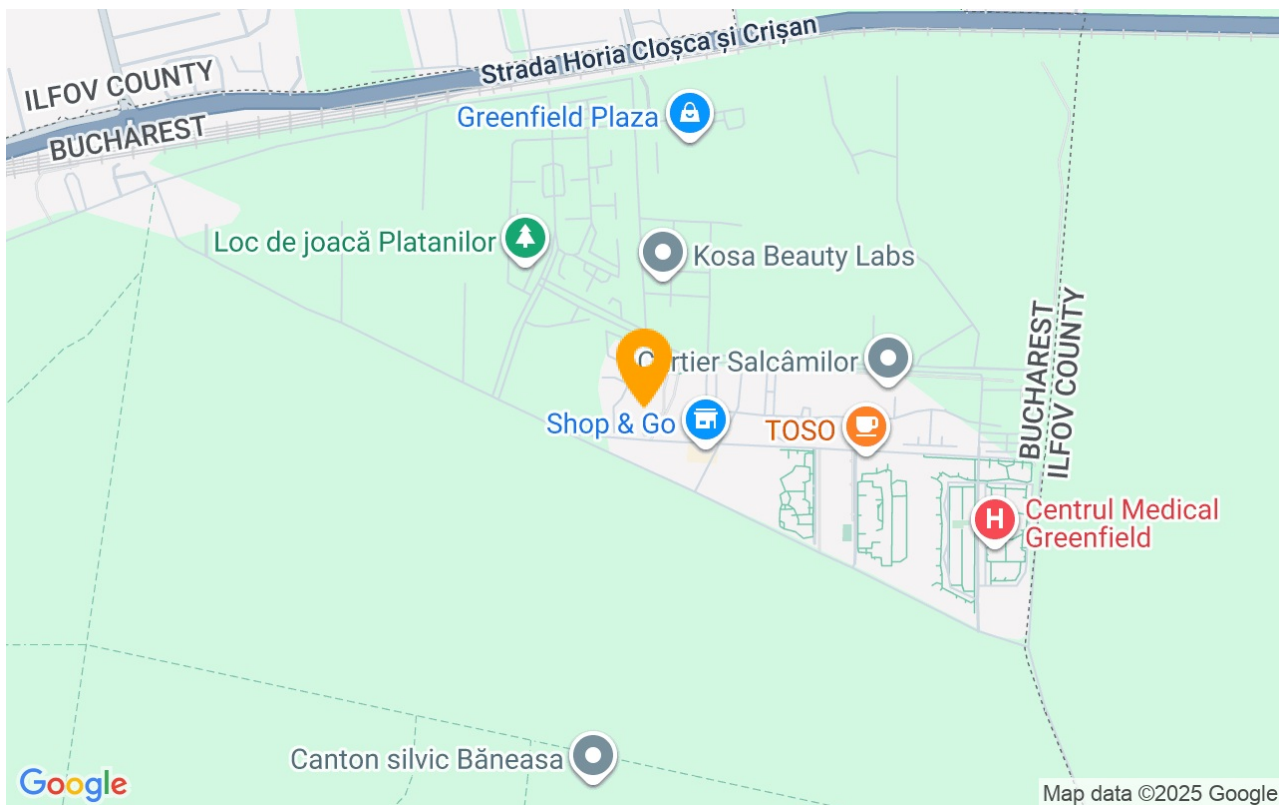 Strada Horia Cloșca și Crișan
ILFOV COUNTY
BUCHAREST
Greenfield Plaza
Loc de joacă Platanilor
Kosa Beauty Labs
BUCHAREST
ILFOV COUNTY
Cartier Salcâmilor
Shop & Go
TOSO
H
Centrul Medical
Greenfield
Canton silvic Băneasa
Google
Map data ©2025 Google